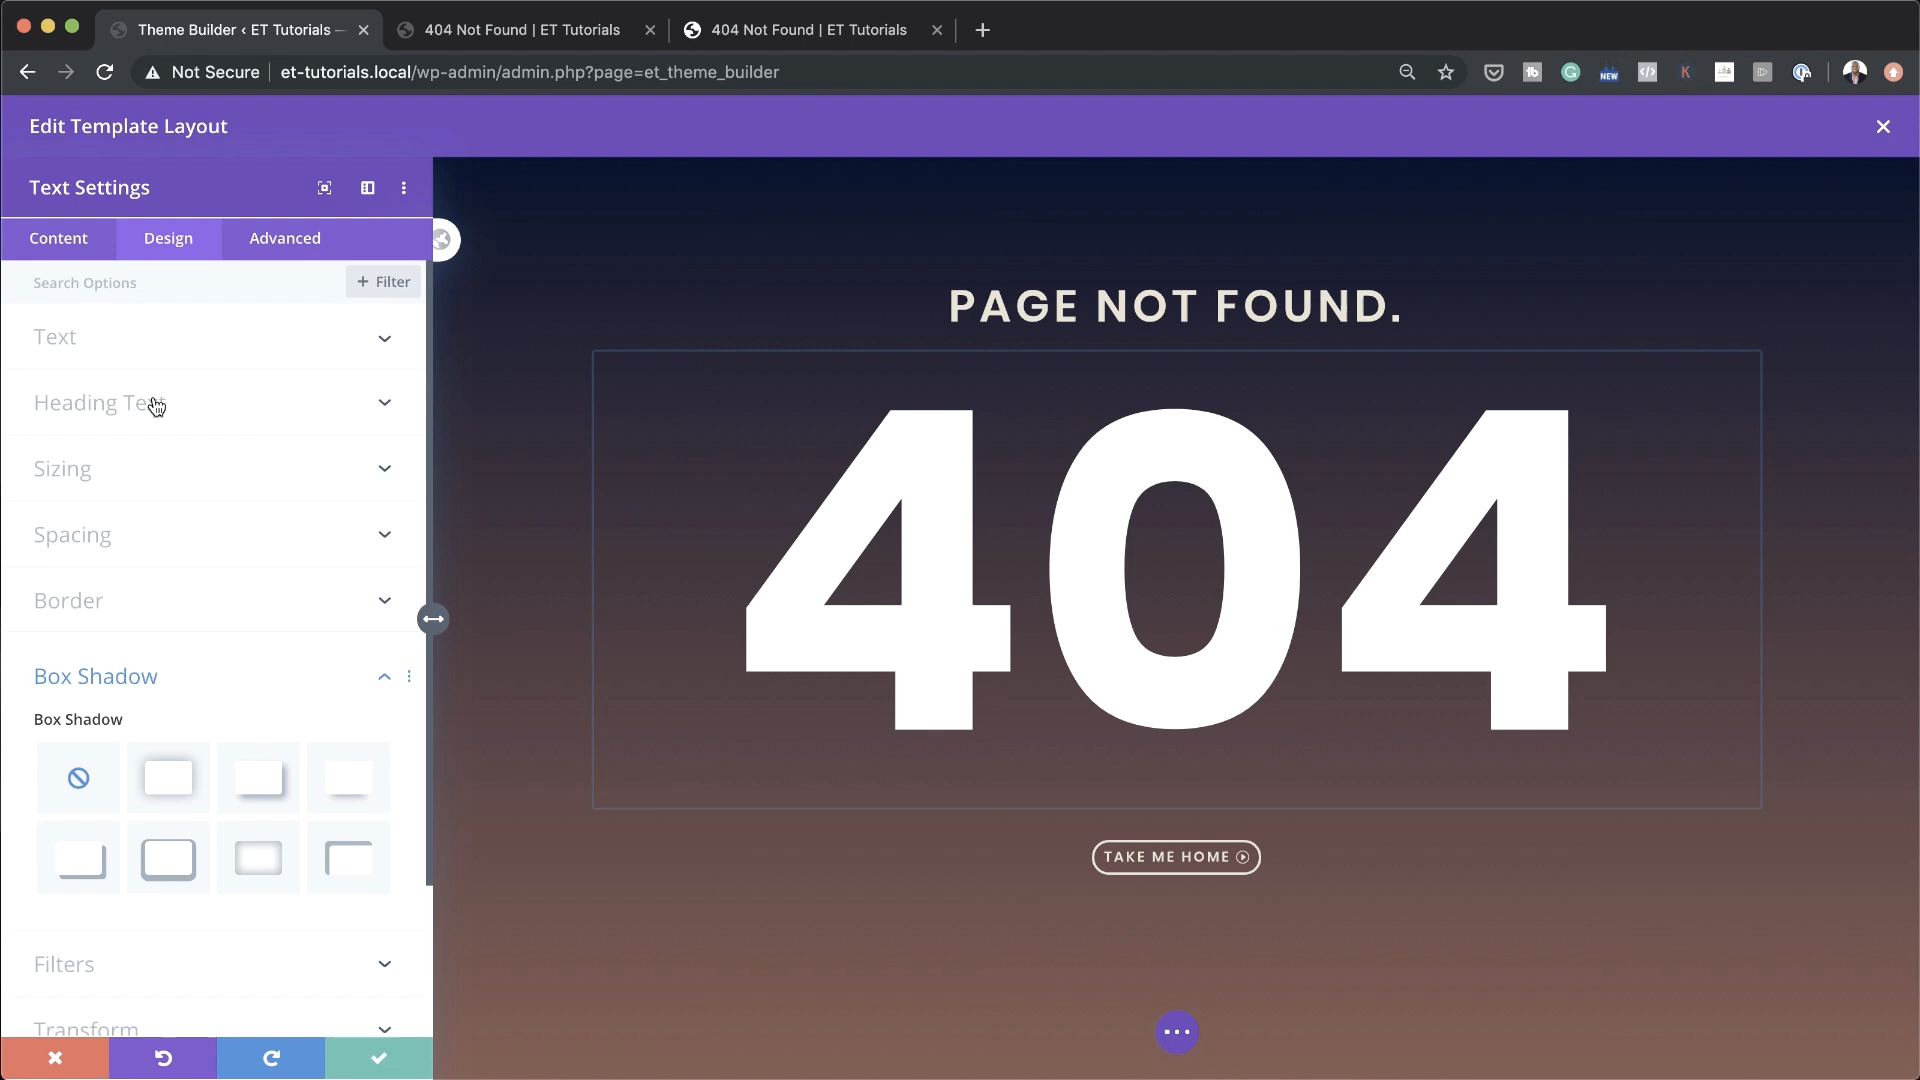 Theme Builder ‹ ET Tutorials —
404 Not Found | ET Tutorials
404 Not Found | ET Tutorials
Not Secure
et-tutorials.local/wp-admin/admin.php?page=et_theme_builder
NEW
K
Edit Template Layout
Text Settings
Content
Design
Advanced
Search Options
+ Filter
Text
Heading Text
Sizing
Spacing
Border
Box Shadow
Box Shadow
Filters
Transform
PAGE NOT FOUND.
404
TAKE ME HOME